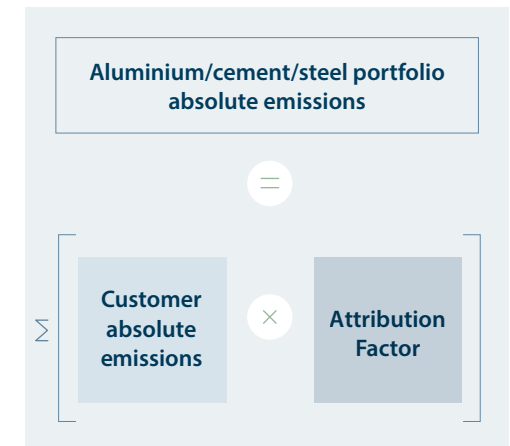 Aluminium/cement/steel portfolio
absolute emissions
=
Σ
Customer
absolute
emissions
×
Attribution
Factor